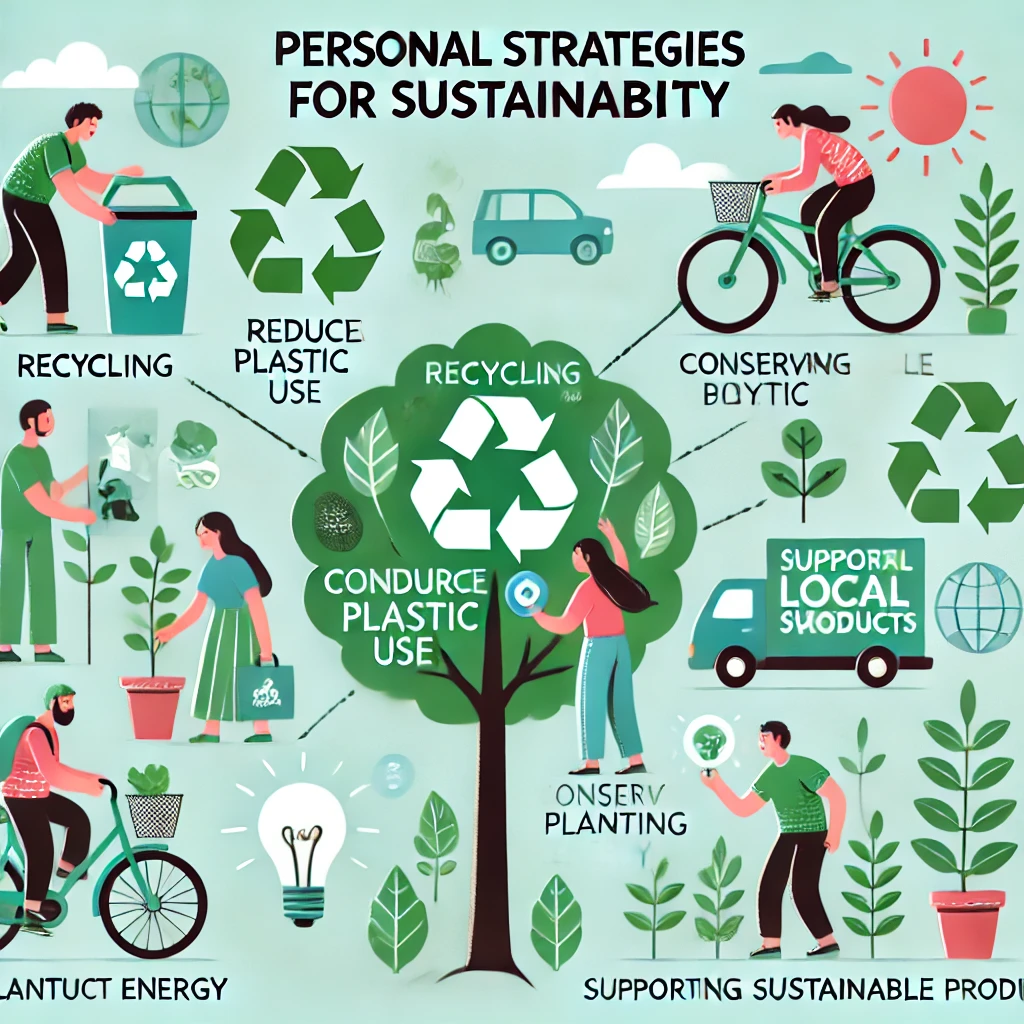 PERSONAL STRATEGIES
FOR SUSTAINABITY
RECYCLING
REDUCE
PLASTIC
USE
RECYCLING
CONSERVING
LE
CONDURCE
PLASTIC
USE
SUPPORAL
LOCAL
SHODUCTS
ONSERV
PLANTING
LANTUCT ENERGY
SUPPORTING SUSTAINABLE PRODU